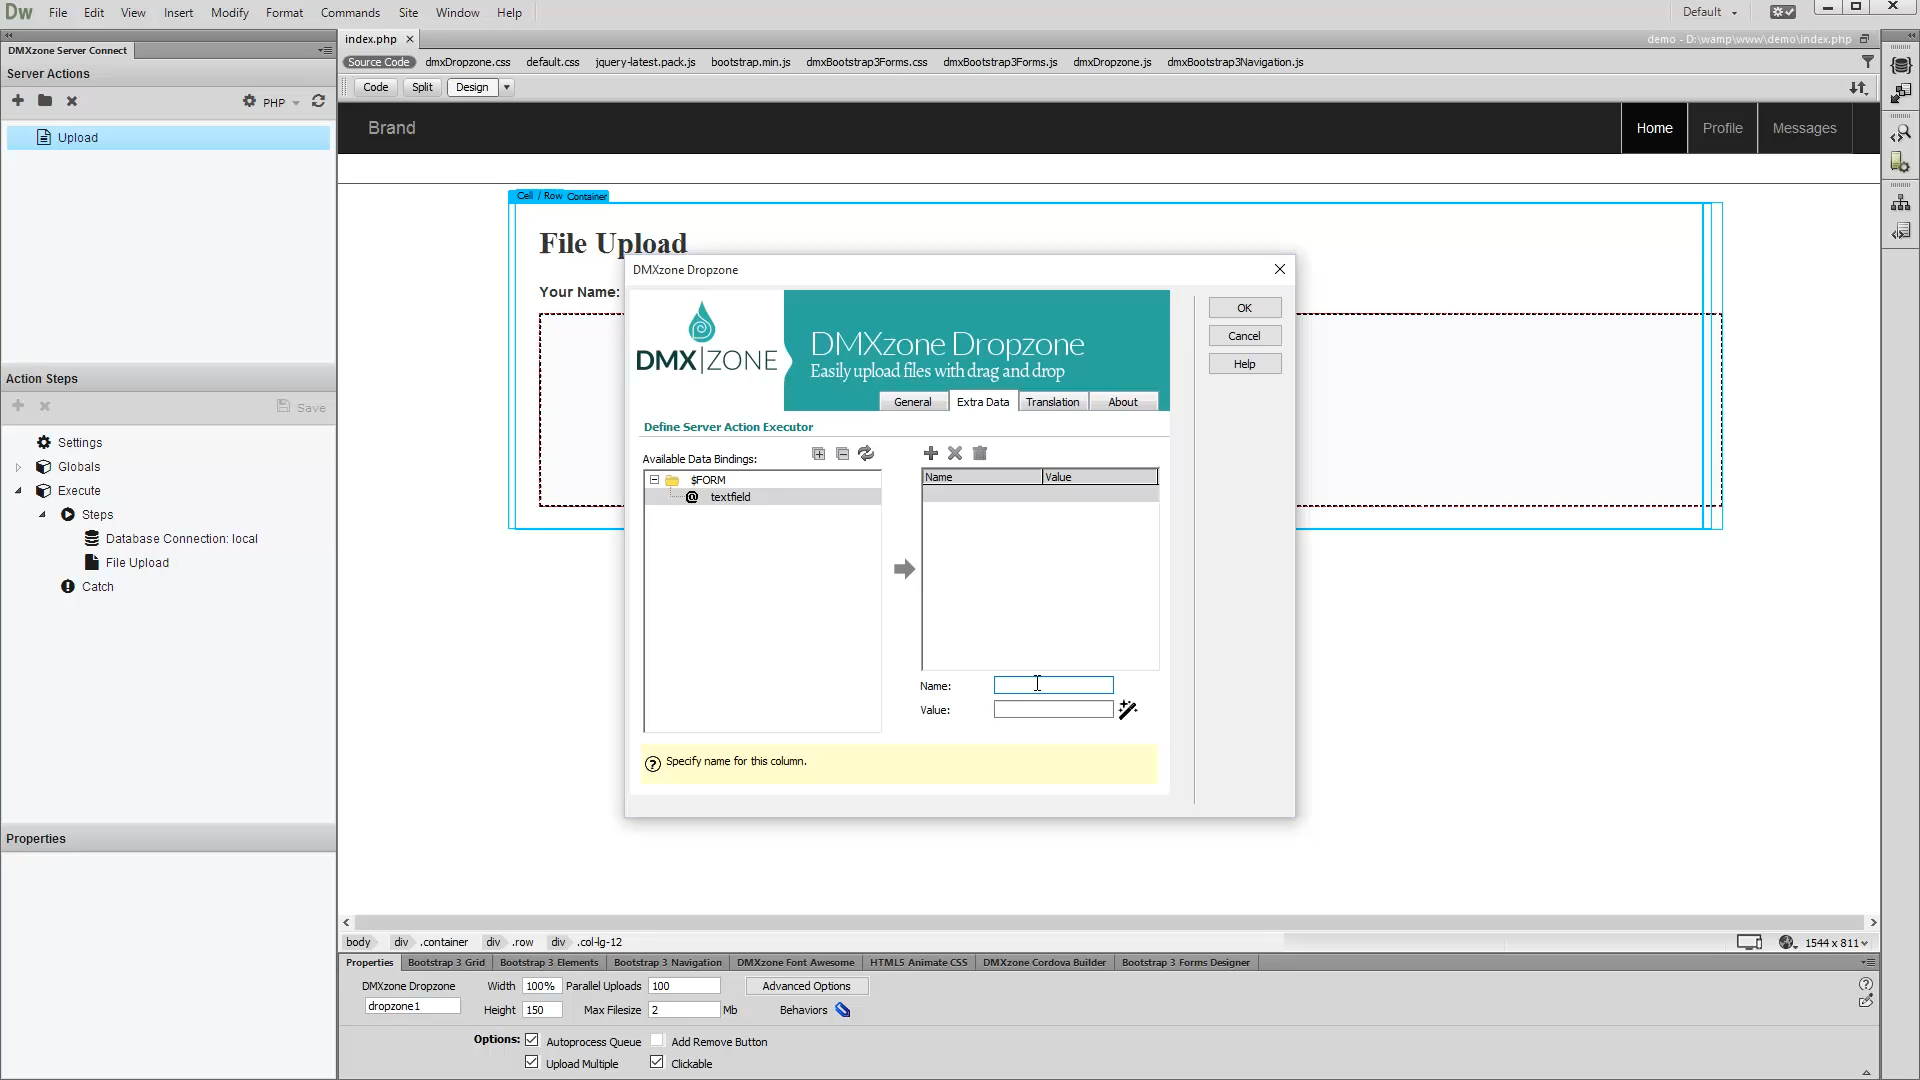 Dw File Edit View Insert Modify Format Commands Site Window Help Default
DMXzone Server Connect
index.php
demo - D:\wamp\www\demo\index.php
Source Code dmxDropzone.css default.css jquery-latest.pack.js bootstrap.min.js dmxBootstrap3Forms.css dmxBootstrap3Forms.js dmxDropzone.js dmxBootstrap3Navigation.js
Server Actions
Code Split Design
PHP
Upload
Brand
Home Profile Messages
Cell / Row Container
File Upload
Your Name:
DMXzone Dropzone
DMX|ZONE
DMXzone Dropzone
Easily upload files with drag and drop
General Extra Data Translation About
OK
Cancel
Help
Define Server Action Executor
Available Data Bindings:
$FORM
@ textfield
Name Value
Name:
Value:
? Specify name for this column.
Action Steps
Save
Settings
Globals
Execute
Steps
Database Connection: local
File Upload
Catch
Properties
body div .container div .row div .col-lg-12
1544 x 811
Properties Bootstrap 3 Grid Bootstrap 3 Elements Bootstrap 3 Navigation DMXzone Font Awesome HTML5 Animate CSS DMXzone Cordova Builder Bootstrap 3 Forms Designer
DMXzone Dropzone Width 100% Parallel Uploads 100 Advanced Options
dropzone1 Height 150 Max Filesize 2 Mb Behaviors
Options: Autoprocess Queue Add Remove Button
Upload Multiple Clickable